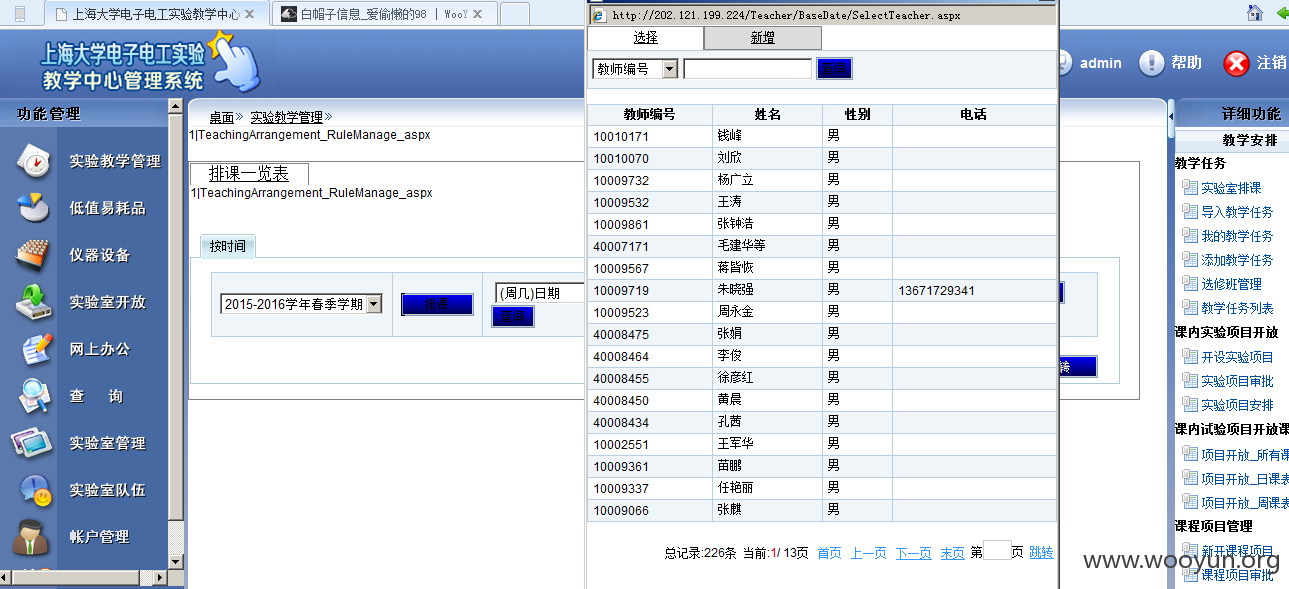 上海大学电子电工实验教学中心
白帽子信息_爱偷懒的98 | WooY
http://202.121.199.224/Teacher/BaseDate/SelectTeacher.aspx
上海大学电子电工实验
教学中心管理系统
admin 帮助 注销
选择 新增
教师编号
功能管理
实验教学管理
低值易耗品
仪器设备
实验室开放
网上办公
查 询
实验室管理
实验室队伍
帐户管理
桌面» 实验教学管理»
1|TeachingArrangement_RuleManage_aspx
排课一览表
1|TeachingArrangement_RuleManage_aspx
按时间
2015-2016学年春季学期
(周几)日期
教师编号 姓名 性别 电话
10010171 钱峰 男
10010070 刘欣 男
10009732 杨广立 男
10009532 王涛 男
10009861 张钟浩 男
40007171 毛建华等 男
10009567 蒋皆恢 男
10009719 朱晓强 男 13671729341
10009523 周永金 男
40008475 张娟 男
40008464 李俊 男
40008455 徐彦红 男
40008450 黄晨 男
40008434 孔茜 男
10002551 王军华 男
10009361 苗鹏 男
10009337 任艳丽 男
10009066 张麒 男
总记录:226条 当前:1/ 13页 首页 上一页 下一页 末页 第 页 跳转
转
详细功能
教学安排
教学任务
实验室排课
导入教学任务
我的教学任务
添加教学任务
选修班管理
教学任务列表
课内实验项目开放
开设实验项目
实验项目审批
实验项目安排
课内试验项目开放课
项目开放_所有课
项目开放_日课表
项目开放_周课表
课程项目管理
新开课程项目
课程项目审批
www.wooyun.org